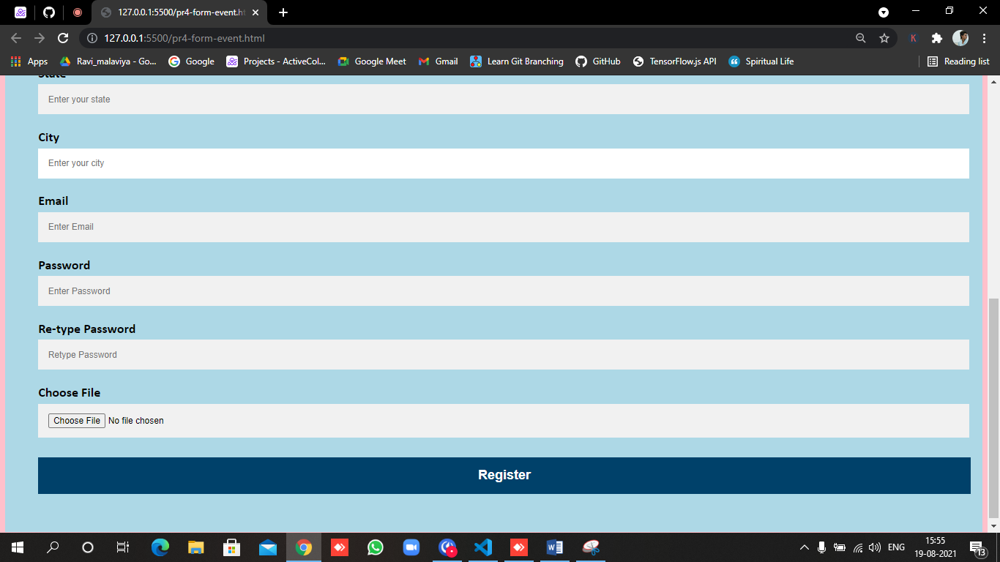 127.0.0.1:5500/pr4-form-event.ht
127.0.0.1:5500/pr4-form-event.html
K
Apps Ravi_malaviya - Go... Google Projects - ActiveCol... Google Meet Gmail Learn Git Branching GitHub TensorFlow.js API Spiritual Life Reading list
State
Enter your state
City
Enter your city
Email
Enter Email
Password
Enter Password
Re-type Password
Retype Password
Choose File
Choose File No file chosen
Register
ENG
15:55
19-08-2021
13